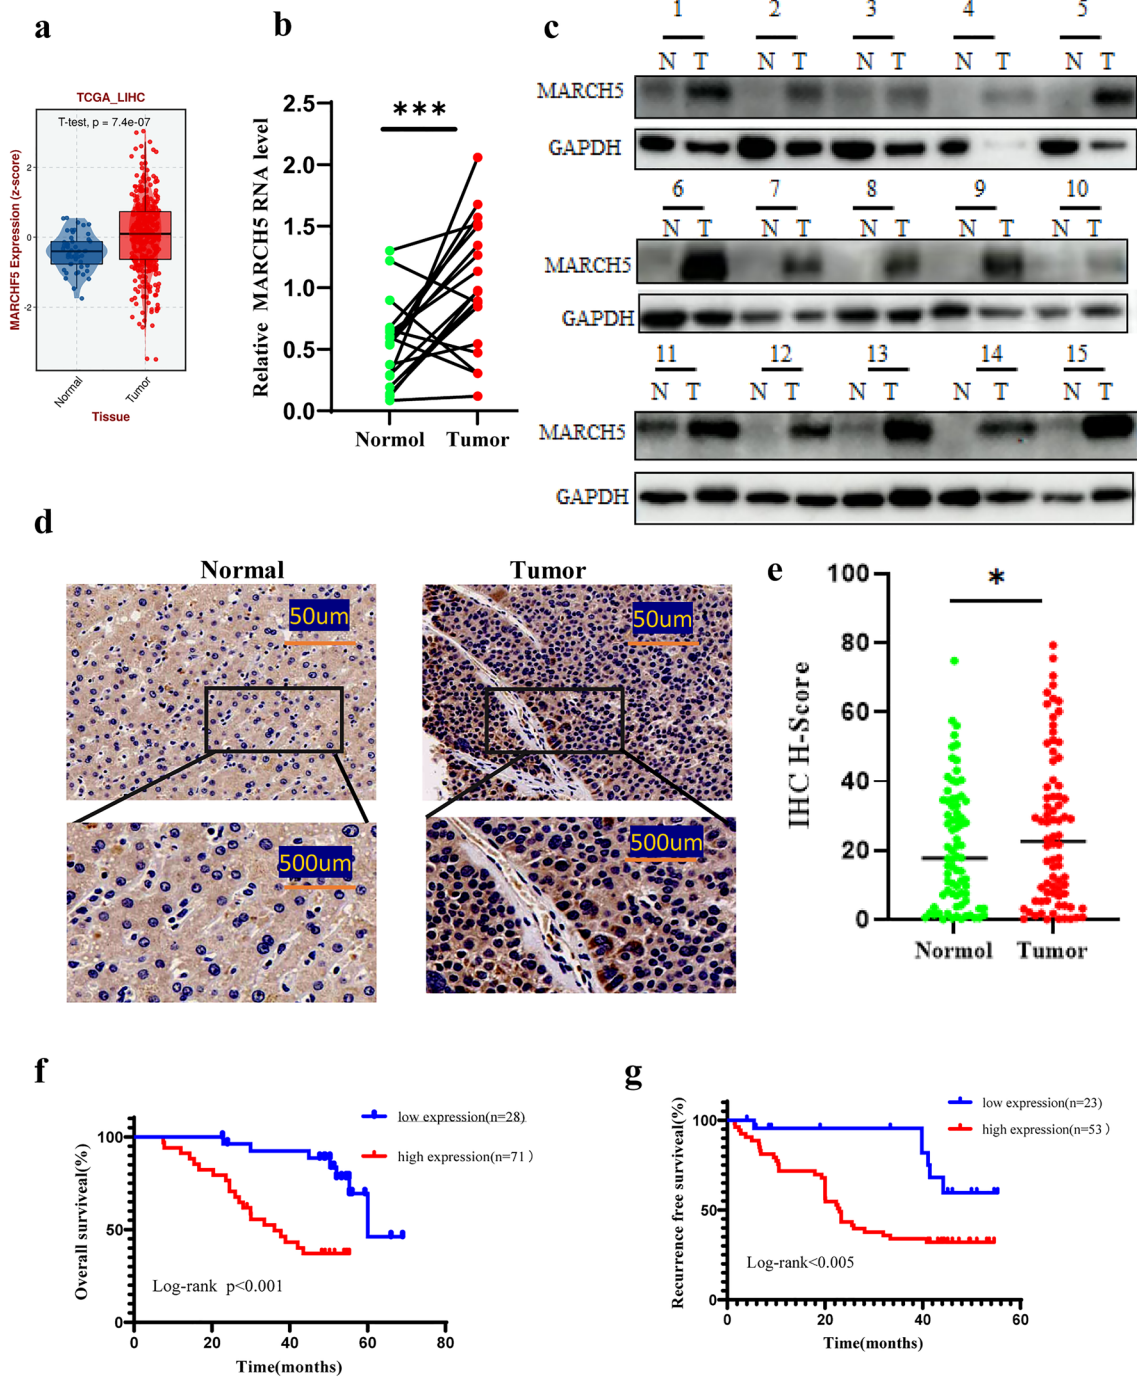 a
TCGA_LIHC
T-test, p = 7.4e-07
MARCHF5 Expression (z-score)
2
0
-2
Normal
Tumor
Tissue
b
***
Relative MARCH5 RNA level
2.5
2.0
1.5
1.0
0.5
0.0
Normol
Tumor
c
1 2 3 4 5
N T N T N T N T N T
MARCH5
GAPDH
6 7 8 9 10
N T N T N T N T N T
MARCH5
GAPDH
11 12 13 14 15
N T N T N T N T N T
MARCH5
GAPDH
d
Normal
Tumor
50um
50um
500um
500um
e
*
IHC H-Score
100
80
60
40
20
0
Normol
Tumor
f
low expression(n=28)
high expression(n=71)
Overall surviveal(%)
100
50
0
Log-rank p<0.001
0 20 40 60 80
Time(months)
g
low expression(n=23)
high expression(n=53)
Recurrence free surviveal(%)
100
50
0
Log-rank<0.005
0 20 40 60
Time(months)